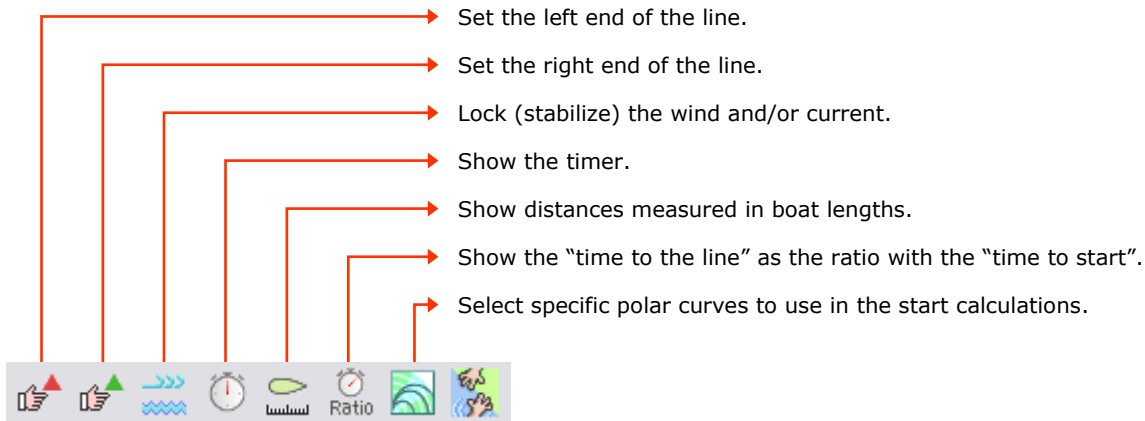 Set the left end of the line.
Set the right end of the line.
Lock (stabilize) the wind and/or current.
Show the timer.
Show distances measured in boat lengths.
Show the “time to the line” as the ratio with the “time to start”.
Select specific polar curves to use in the start calculations.
Ratio